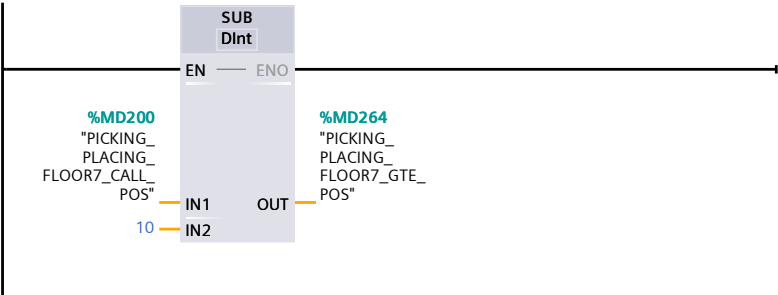 SUB
DInt
EN
ENO
%MD200
"PICKING_
PLACING_
FLOOR7_CALL_
POS"
IN1
10
IN2
%MD264
"PICKING_
PLACING_
FLOOR7_GTE_
POS"
OUT